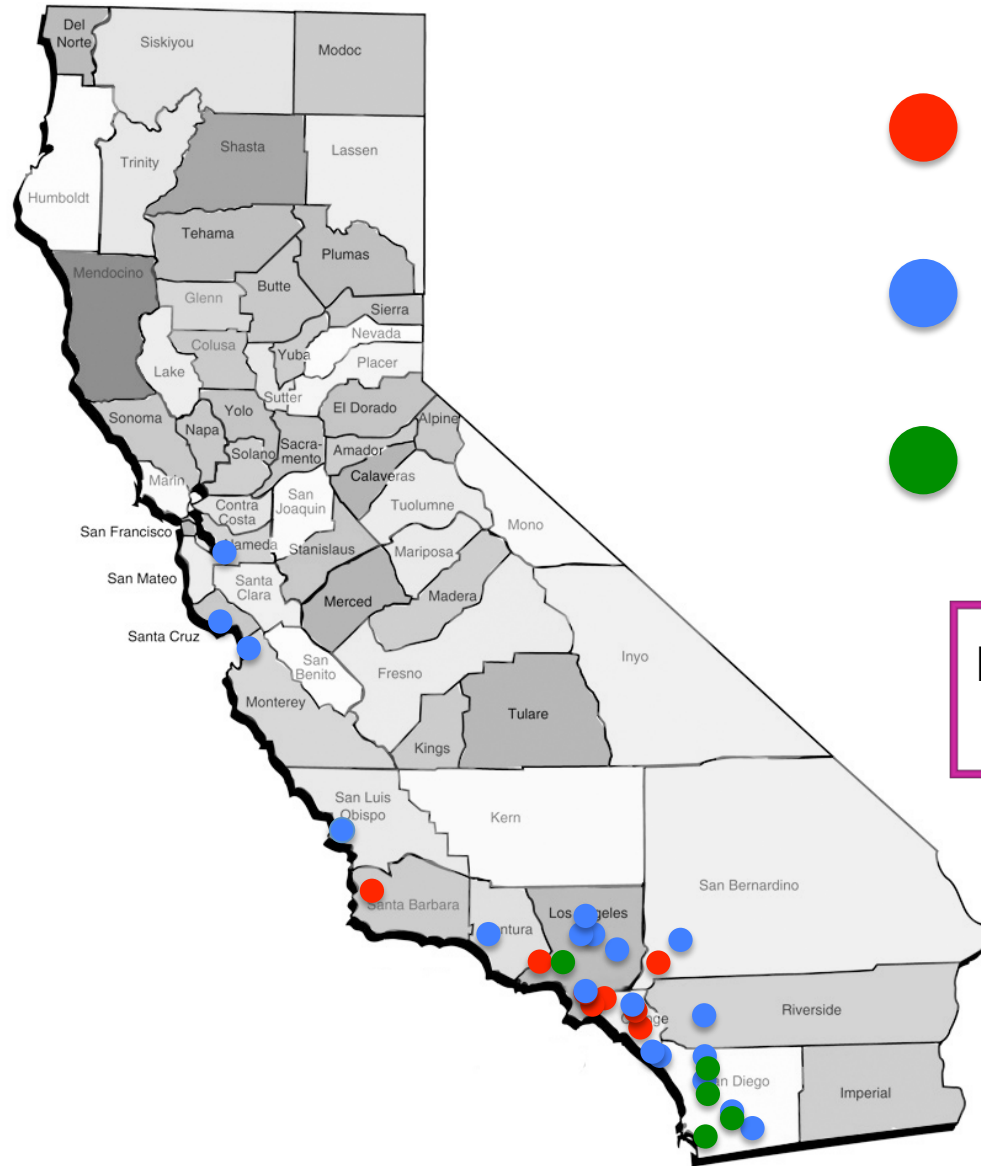 Del
Norte
Siskiyou
Modoc
Humboldt
Trinity
Shasta
Lassen
Tehama
Plumas
Mendocino
Glenn
Butte
Sierra
Nevada
Colusa
Yuba
Placer
Lake
Sutter
Sonoma
Napa
Yolo
El Dorado
Alpine
Solano
Sacra-
mento
Amador
Calaveras
Marin
Contra
Costa
San
Joaquin
Tuolumne
Mono
San Francisco
Stanislaus
Mariposa
San Mateo
Santa
Clara
Merced
Madera
Santa Cruz
San
Benito
Fresno
Inyo
Monterey
Kings
Tulare
San Luis
Obispo
Kern
San Bernardino
Santa Barbara
Riverside
Diego
Imperial